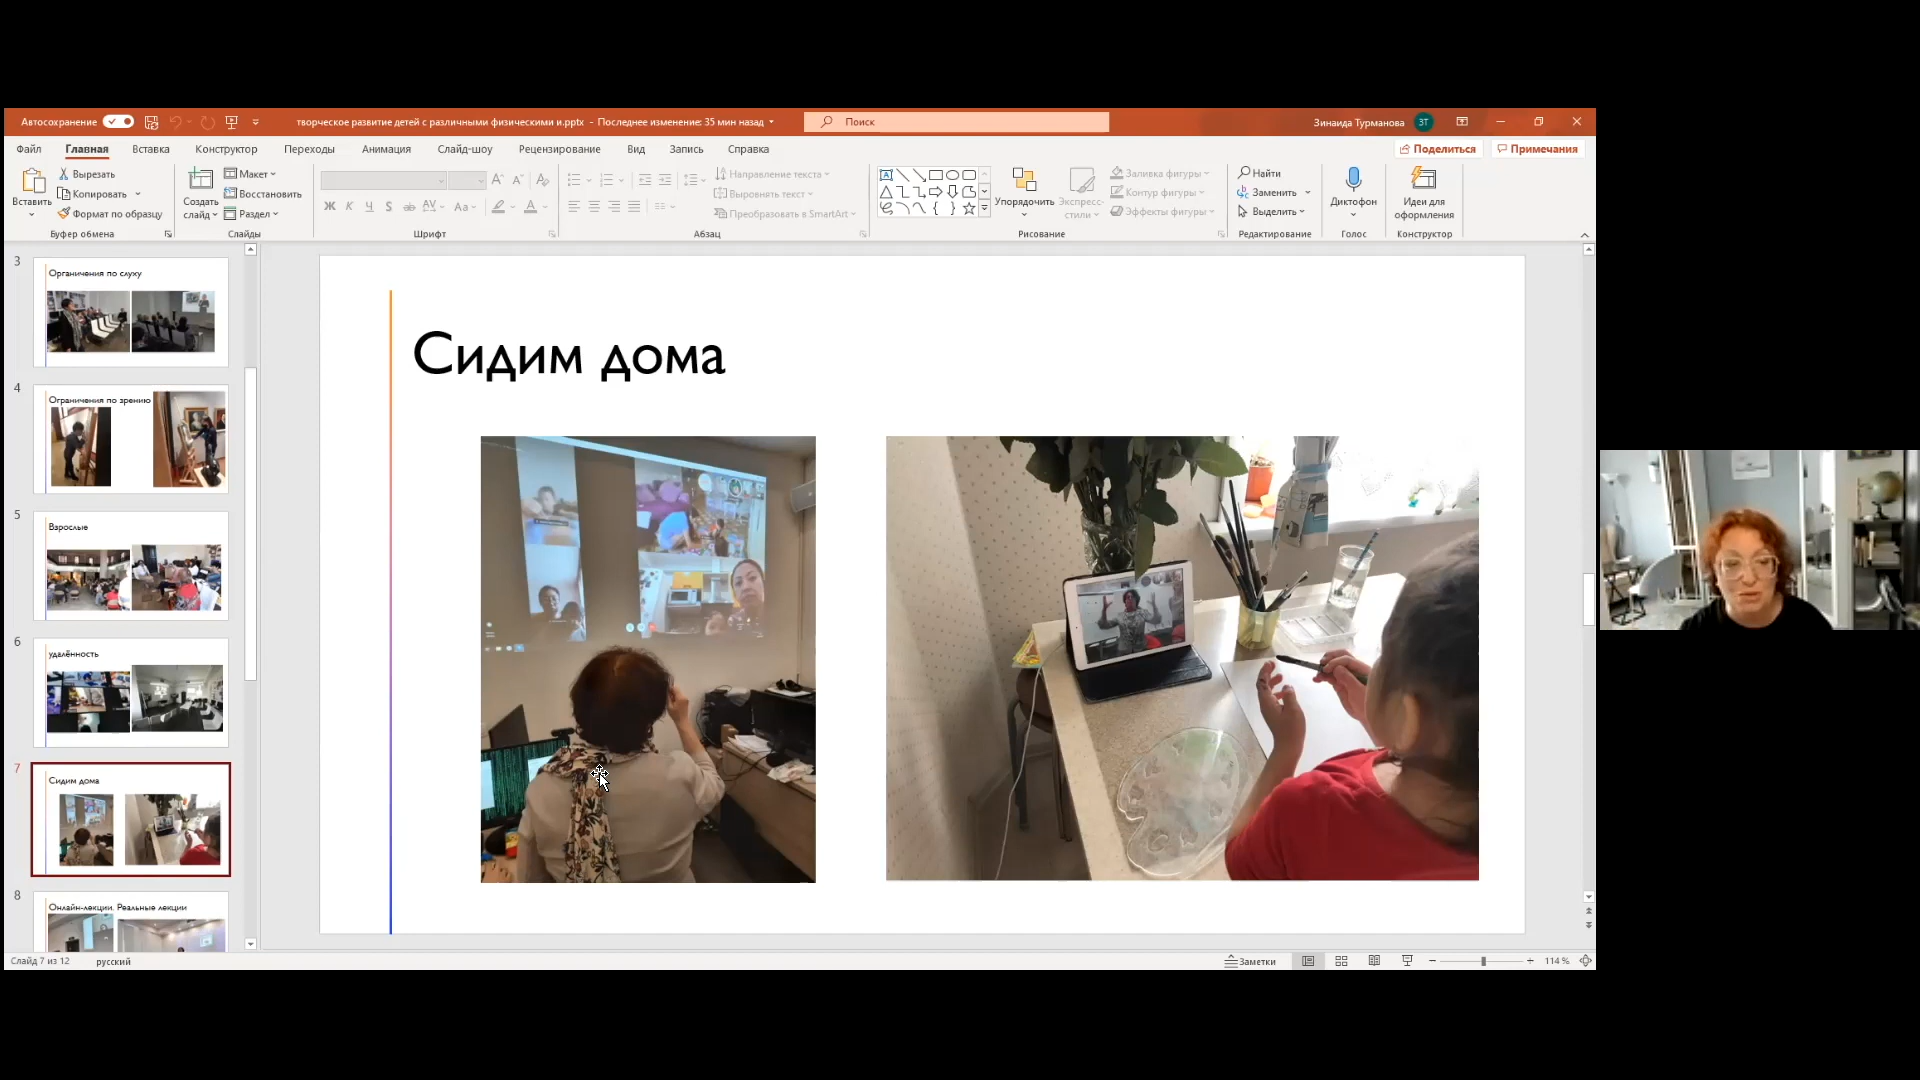 Автосохранение
творческое развитие детей с различными физическими и.pptx - Последнее изменение: 35 мин назад
Поиск
Зинаида Турманова
ЗТ
Файл Главная Вставка Конструктор Переходы Анимация Слайд-шоу Рецензирование Вид Запись Справка
Поделиться
Примечания
Вставить
Вырезать
Копировать
Формат по образцу
Буфер обмена
Создать
слайд
Макет
Восстановить
Раздел
Слайды
Ж К Ч S ab AV Aa A
Шрифт
Направление текста
Выровнять текст
Преобразовать в SmartArt
Абзац
Упорядочить
Экспресс-
стили
Заливка фигуры
Контур фигуры
Эффекты фигуры
Рисование
Найти
Заменить
Выделить
Редактирование
Диктофон
Голос
Идеи для
оформления
Конструктор
3
Органичения по слуху
4
Ограничения по зрению
5
Взрослые
6
удалённость
7
Сидим дома
8
Онлайн-лекции. Реальные лекции
Сидим дома
Слайд 7 из 12
русский
Заметки
114 %